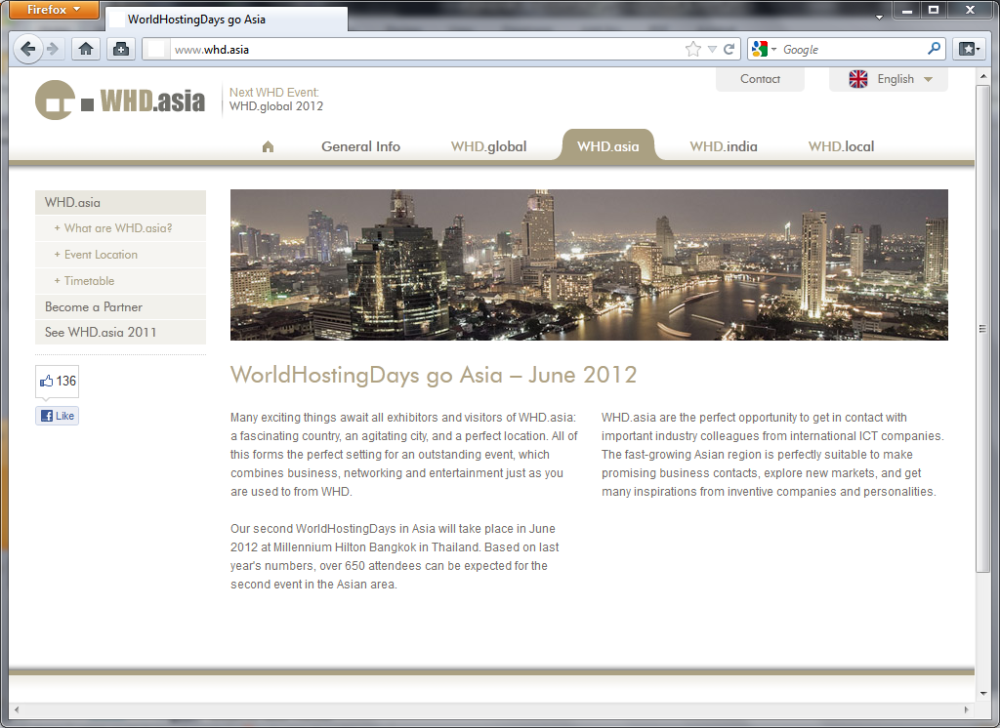 Firefox
WorldHostingDays go Asia
www.whd.asia
Google
Contact
English
WHD.asia
Next WHD Event:
WHD.global 2012
General Info
WHD.global
WHD.asia
WHD.india
WHD.local
WHD.asia
+ What are WHD.asia?
+ Event Location
+ Timetable
Become a Partner
See WHD.asia 2011
136
Like
WorldHostingDays go Asia – June 2012
Many exciting things await all exhibitors and visitors of WHD.asia:
a fascinating country, an agitating city, and a perfect location. All of
this forms the perfect setting for an outstanding event, which
combines business, networking and entertainment just as you
are used to from WHD.
Our second WorldHostingDays in Asia will take place in June
2012 at Millennium Hilton Bangkok in Thailand. Based on last
year's numbers, over 650 attendees can be expected for the
second event in the Asian area.
WHD.asia are the perfect opportunity to get in contact with
important industry colleagues from international ICT companies.
The fast-growing Asian region is perfectly suitable to make
promising business contacts, explore new markets, and get
many inspirations from inventive companies and personalities.